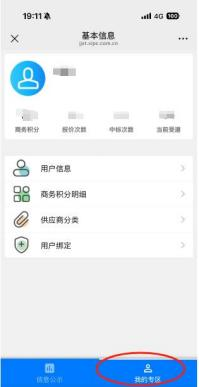 19:11
4G 100
基本信息
jjst.sipc.com.cn
商务积分 报价次数 中标次数 当前受邀
用户信息
商务积分明细
供应商分类
用户绑定
信息公示 我的专区